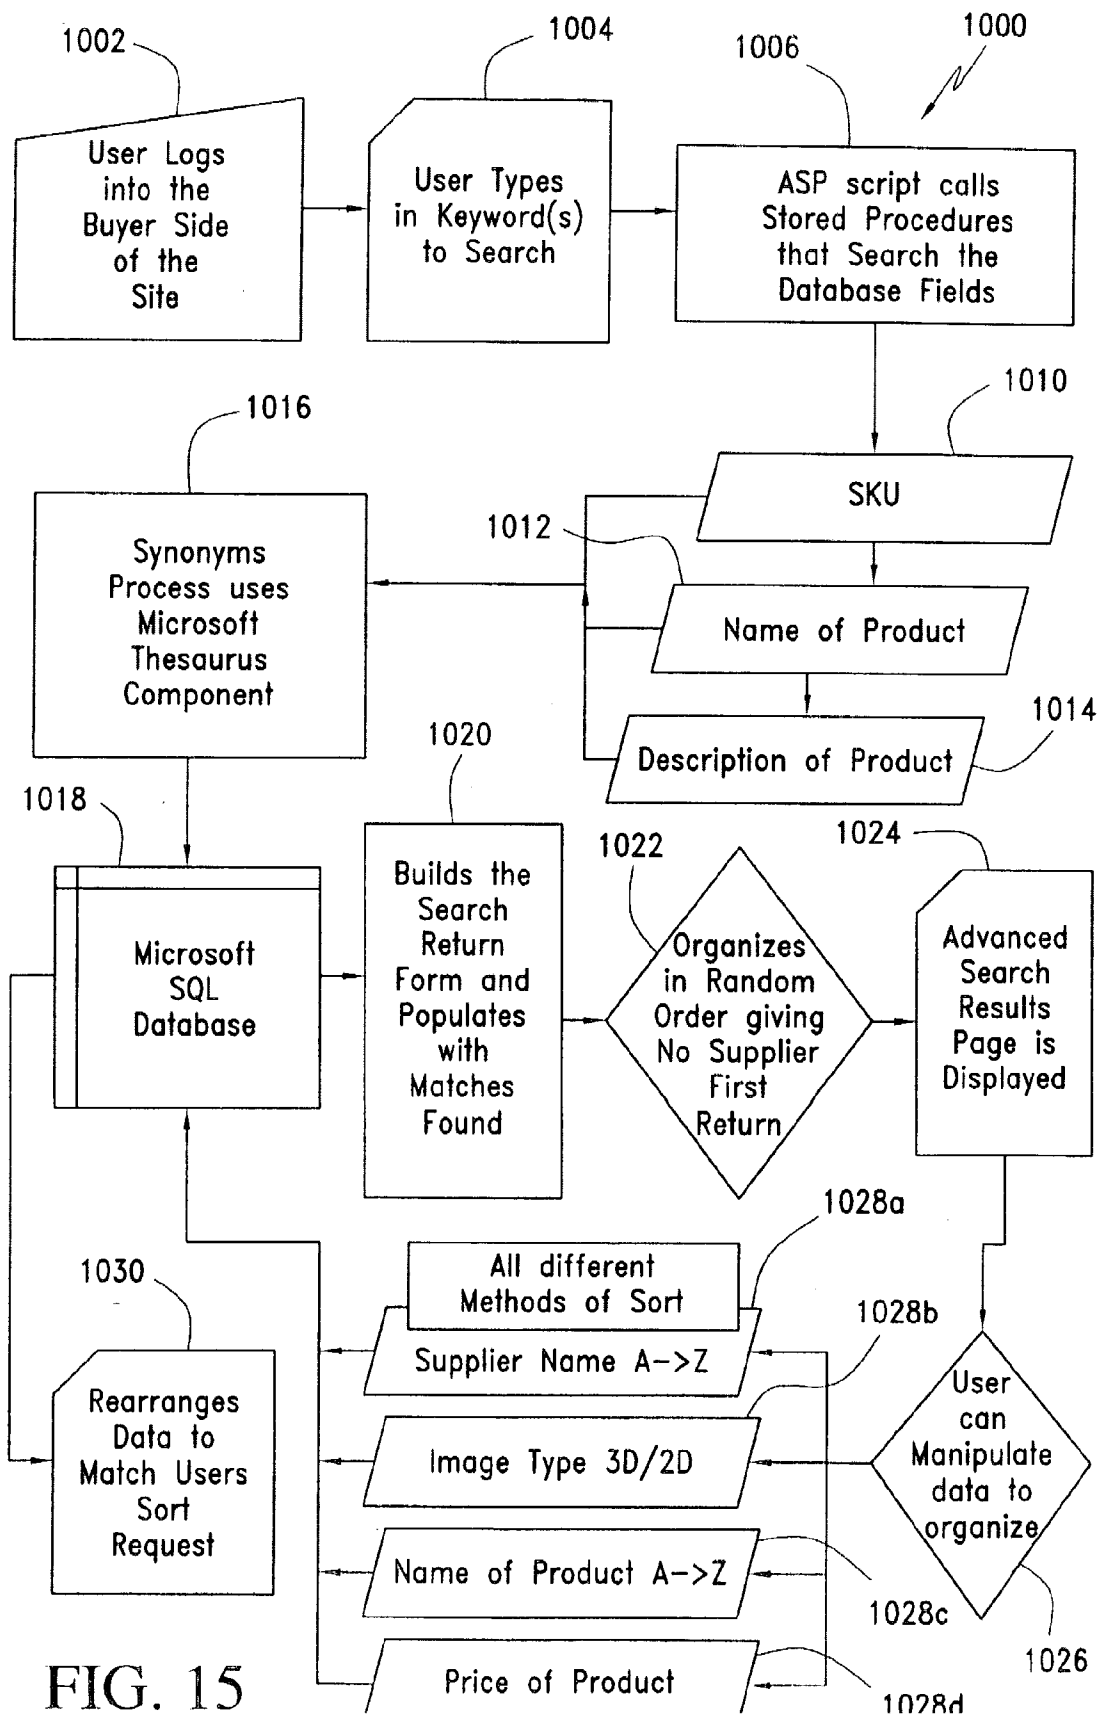 1002
1004
1006
1000
User Logs
into the
Buyer Side
of the
Site
User Types
in Keyword(s)
to Search
ASP script calls
Stored Procedures
that Search the
Database Fields
1010
SKU
1012
Name of Product
1014
Description of Product
1016
Synonyms
Process uses
Microsoft
Thesaurus
Component
1018
Microsoft
SQL
Database
1020
Builds the
Search
Return
Form and
Populates
with
Matches
Found
1022
Organizes
in Random
Order giving
No Supplier
First
Return
1024
Advanced
Search
Results
Page is
Displayed
1026
User
can
Manipulate
data to
organize
All different
Methods of Sort
1028a
Supplier Name A->Z
1028b
Image Type 3D/2D
1028c
Name of Product A->Z
1028d
Price of Product
1030
Rearranges
Data to
Match Users
Sort
Request
FIG. 15